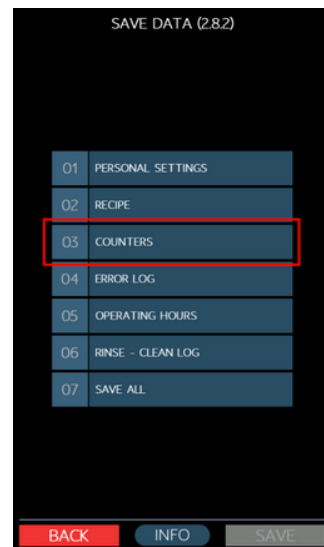 SAVE DATA (2.8.2)
01 PERSONAL SETTINGS
02 RECIPE
03 COUNTERS
04 ERROR LOG
05 OPERATING HOURS
06 RINSE - CLEAN LOG
07 SAVE ALL
BACK INFO SAVE